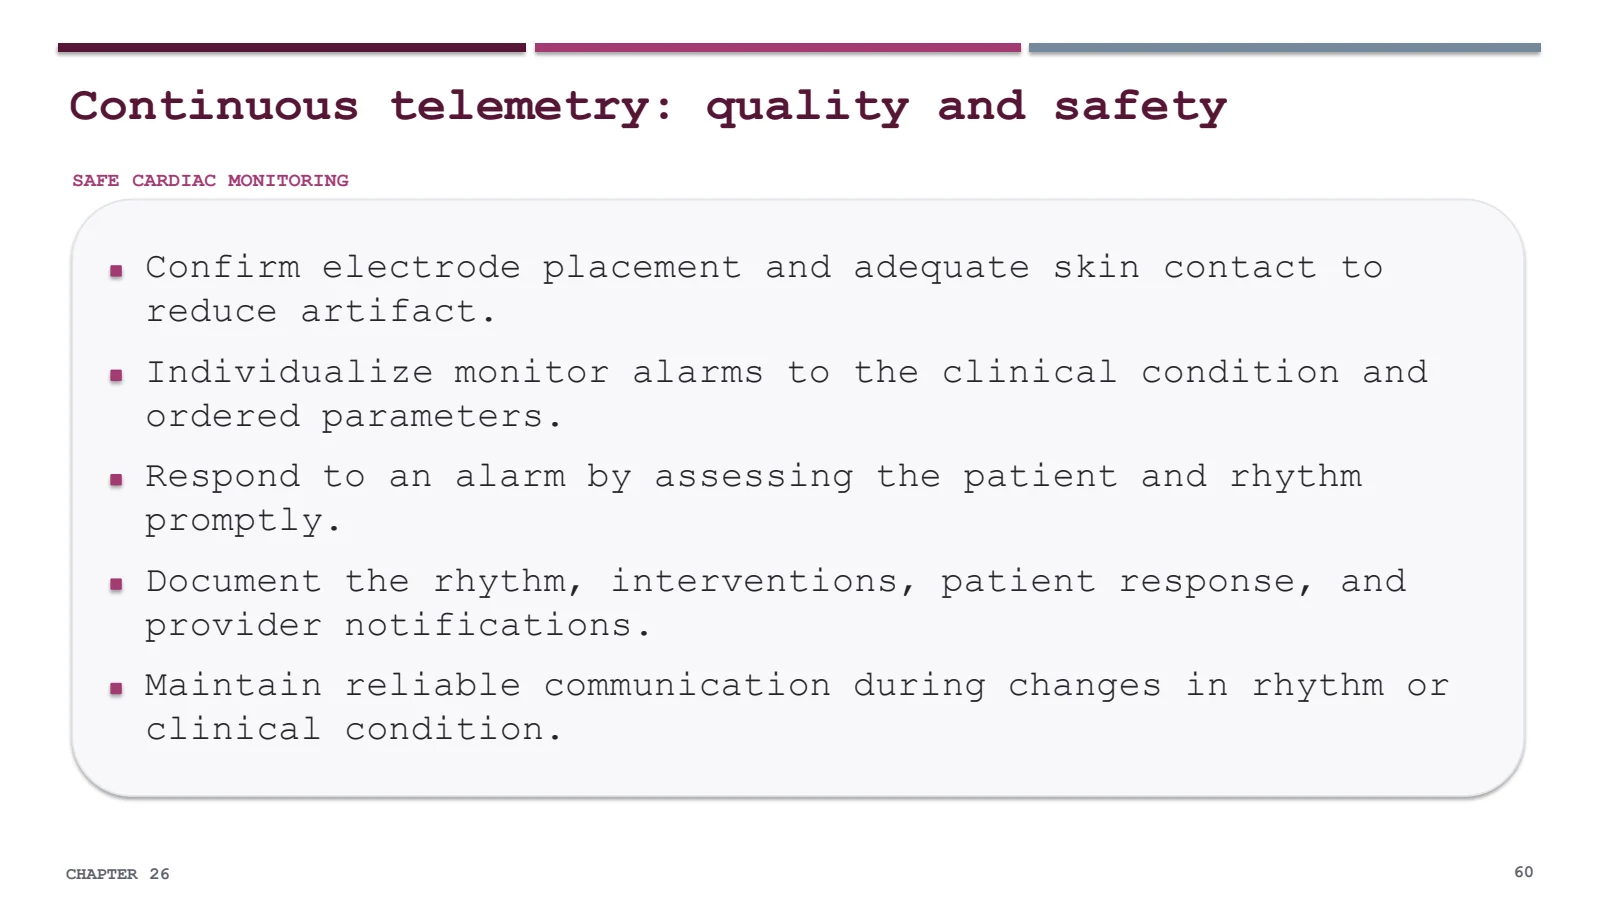 Continuous telemetry: quality and safety
SAFE CARDIAC MONITORING
▪ Confirm electrode placement and adequate skin contact to
reduce artifact.
▪ Individualize monitor alarms to the clinical condition and
ordered parameters.
▪ Respond to an alarm by assessing the patient and rhythm
promptly.
▪ Document the rhythm, interventions, patient response, and
provider notifications.
▪ Maintain reliable communication during changes in rhythm or
clinical condition.
CHAPTER 26
60